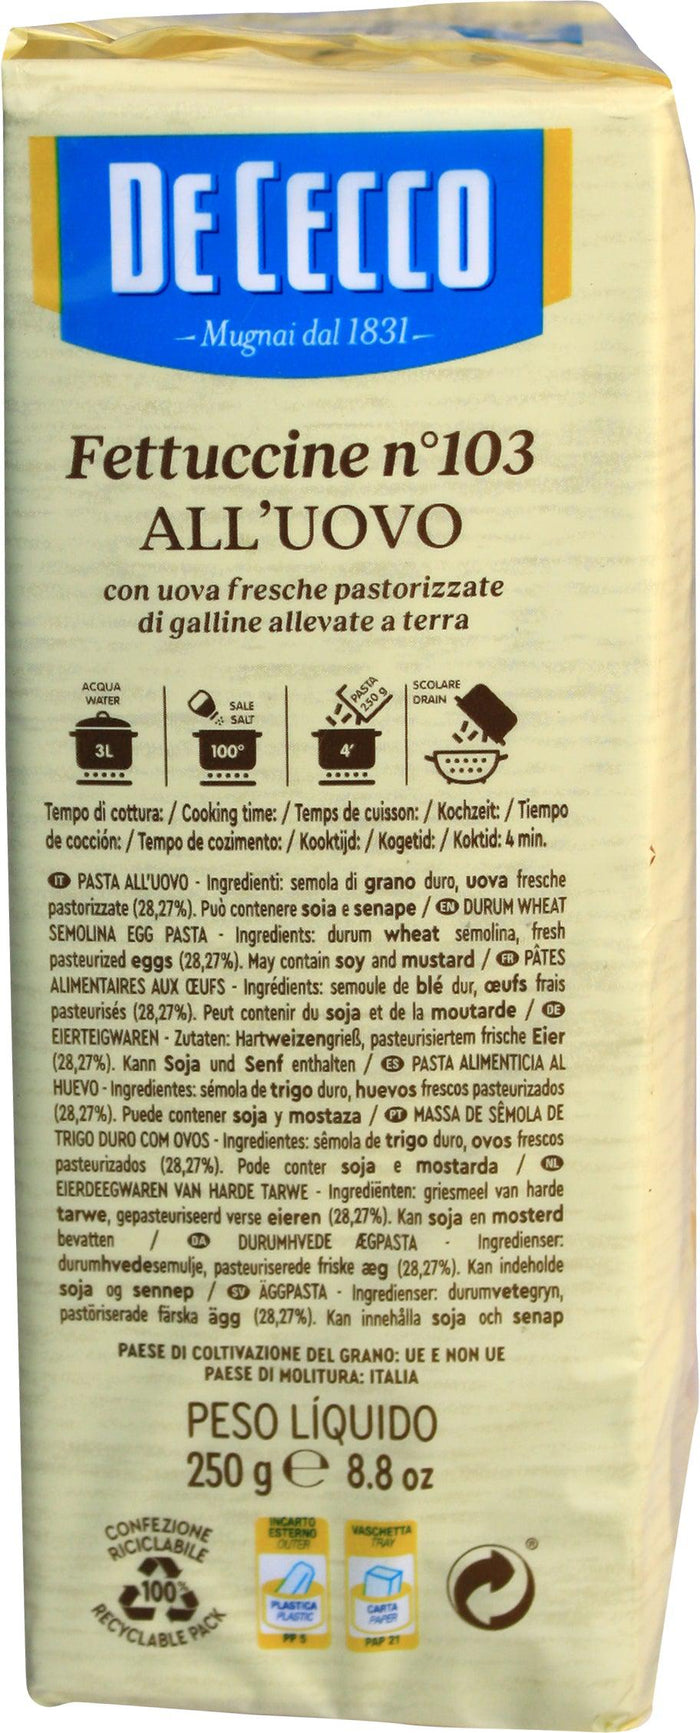 DE CECCO
Mugnai dal 1831
Fettuccine n°103
ALL'UOVO
con uova fresche pastorizzate
di galline allevate a terra
ACQUA
WATER
3L
SALE
SALT
100°
PASTA
250 g
4'
SCOLARE
DRAIN
Tempo di cottura: / Cooking time: / Temps de cuisson: / Kochzeit: / Tiempo
de cocción: / Tempo de cozimento: / Kooktijd: / Kogetid: / Koktid: 4 min.
IT PASTA ALL'UOVO - Ingredienti: semola di grano duro, uova fresche
pastorizzate (28,27%). Può contenere soia e senape / EN DURUM WHEAT
SEMOLINA EGG PASTA - Ingredients: durum wheat semolina, fresh
pasteurized eggs (28,27%). May contain soy and mustard / FR PÂTES
ALIMENTAIRES AUX ŒUFS - Ingrédients: semoule de blé dur, œufs frais
pasteurisés (28,27%). Peut contenir du soja et de la moutarde / DE
EIERTEIGWAREN - Zutaten: Hartweizengrieß, pasteurisiertem frische Eier
(28,27%). Kann Soja und Senf enthalten / ES PASTA ALIMENTICIA AL
HUEVO - Ingredientes: sémola de trigo duro, huevos frescos pasteurizados
(28,27%). Puede contener soja y mostaza / PT MASSA DE SÊMOLA DE
TRIGO DURO COM OVOS - Ingredientes: sêmola de trigo duro, ovos frescos
pasteurizados (28,27%). Pode conter soja e mostarda / NL
EIERDEEGWAREN VAN HARDE TARWE - Ingrediënten: griesmeel van harde
tarwe, gepasteuriseerd verse eieren (28,27%). Kan soja en mosterd
bevatten / DA DURUMHVEDE ÆGPASTA - Ingredienser:
durumhvedesemulje, pasteuriserede friske æg (28,27%). Kan indeholde
soja og sennep / SV ÄGGPASTA - Ingredienser: durumvetegryn,
pastöriserade färska ägg (28,27%). Kan innehålla soja och senap
PAESE DI COLTIVAZIONE DEL GRANO: UE E NON UE
PAESE DI MOLITURA: ITALIA
PESO LÍQUIDO
250 g ℮ 8.8 oz
CONFEZIONE
RICICLABILE
100%
RECYCLABLE PACK
INCARTO
ESTERNO
OUTER
PLASTICA
PLASTIC
PP 5
VASCHETTA
TRAY
CARTA
PAPER
PAP 21
®